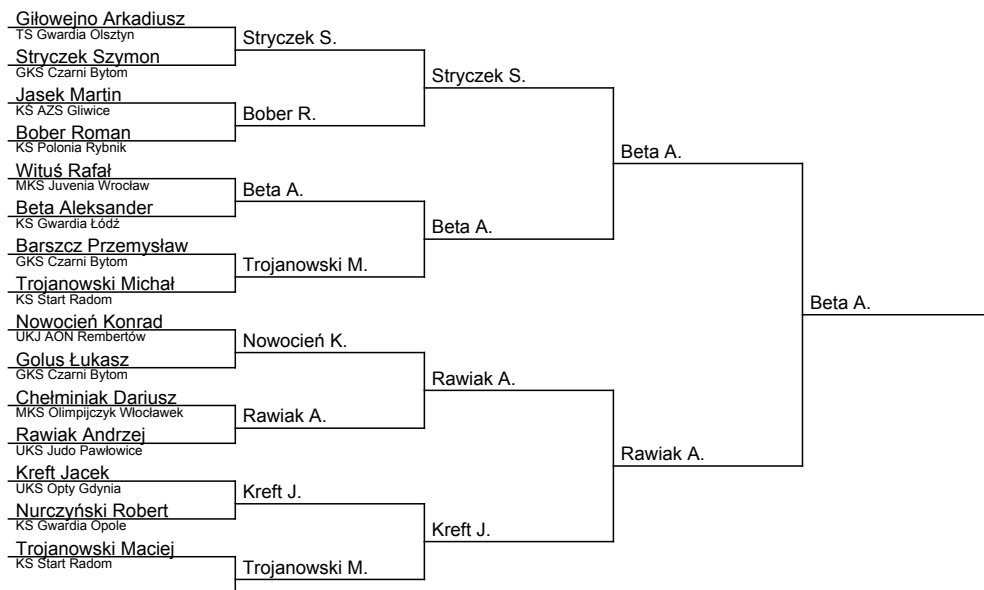 Giłowejno Arkadiusz
TS Gwardia Olsztyn
Stryczek S.
Stryczek Szymon
GKS Czarni Bytom
Stryczek S.
Jasek Martin
KS AZS Gliwice
Bober R.
Bober Roman
KS Polonia Rybnik
Beta A.
Wituś Rafał
MKS Juvenia Wrocław
Beta A.
Beta Aleksander
KS Gwardia Łódź
Beta A.
Barszcz Przemysław
GKS Czarni Bytom
Trojanowski M.
Trojanowski Michał
KS Start Radom
Beta A.
Nowocień Konrad
UKJ AON Rembertów
Nowocień K.
Golus Łukasz
GKS Czarni Bytom
Rawiak A.
Chełminiak Dariusz
MKS Olimpijczyk Włocławek
Rawiak A.
Rawiak Andrzej
UKS Judo Pawłowice
Rawiak A.
Kreft Jacek
UKS Opty Gdynia
Kreft J.
Nurczyński Robert
KS Gwardia Opole
Kreft J.
Trojanowski Maciej
KS Start Radom
Trojanowski M.